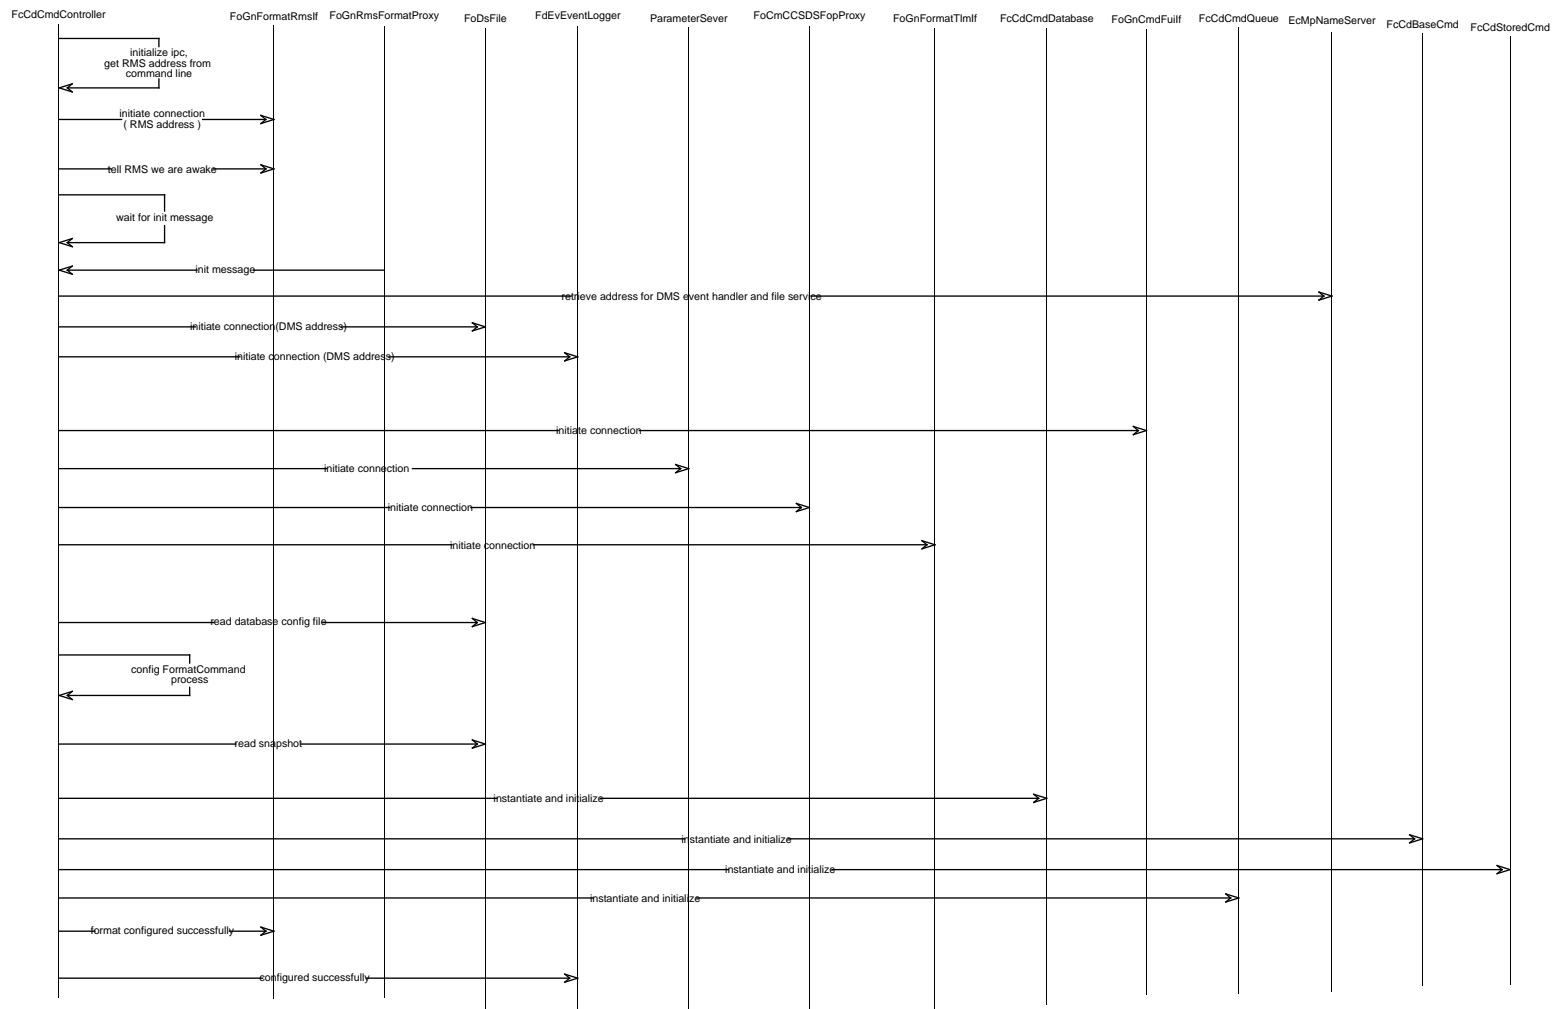 FcCdCmdController
FoGnFormatRmsIf
FoGnRmsFormatProxy
FoDsFile
FdEvEventLogger
ParameterSever
FoCmCCSDSFopProxy
FoGnFormatTlmIf
FcCdCmdDatabase
FoGnCmdFuiIf
FcCdCmdQueue
EcMpNameServer
FcCdBaseCmd
FcCdStoredCmd
initialize ipc,
get RMS address from
command line
initiate connection
( RMS address )
tell RMS we are awake
wait for init message
init message
retrieve address for DMS event handler and file service
initiate connection(DMS address)
initiate connection (DMS address)
initiate connection
initiate connection
initiate connection
initiate connection
read database config file
config FormatCommand
process
read snapshot
instantiate and initialize
instantiate and initialize
instantiate and initialize
instantiate and initialize
format configured successfully
configured successfully